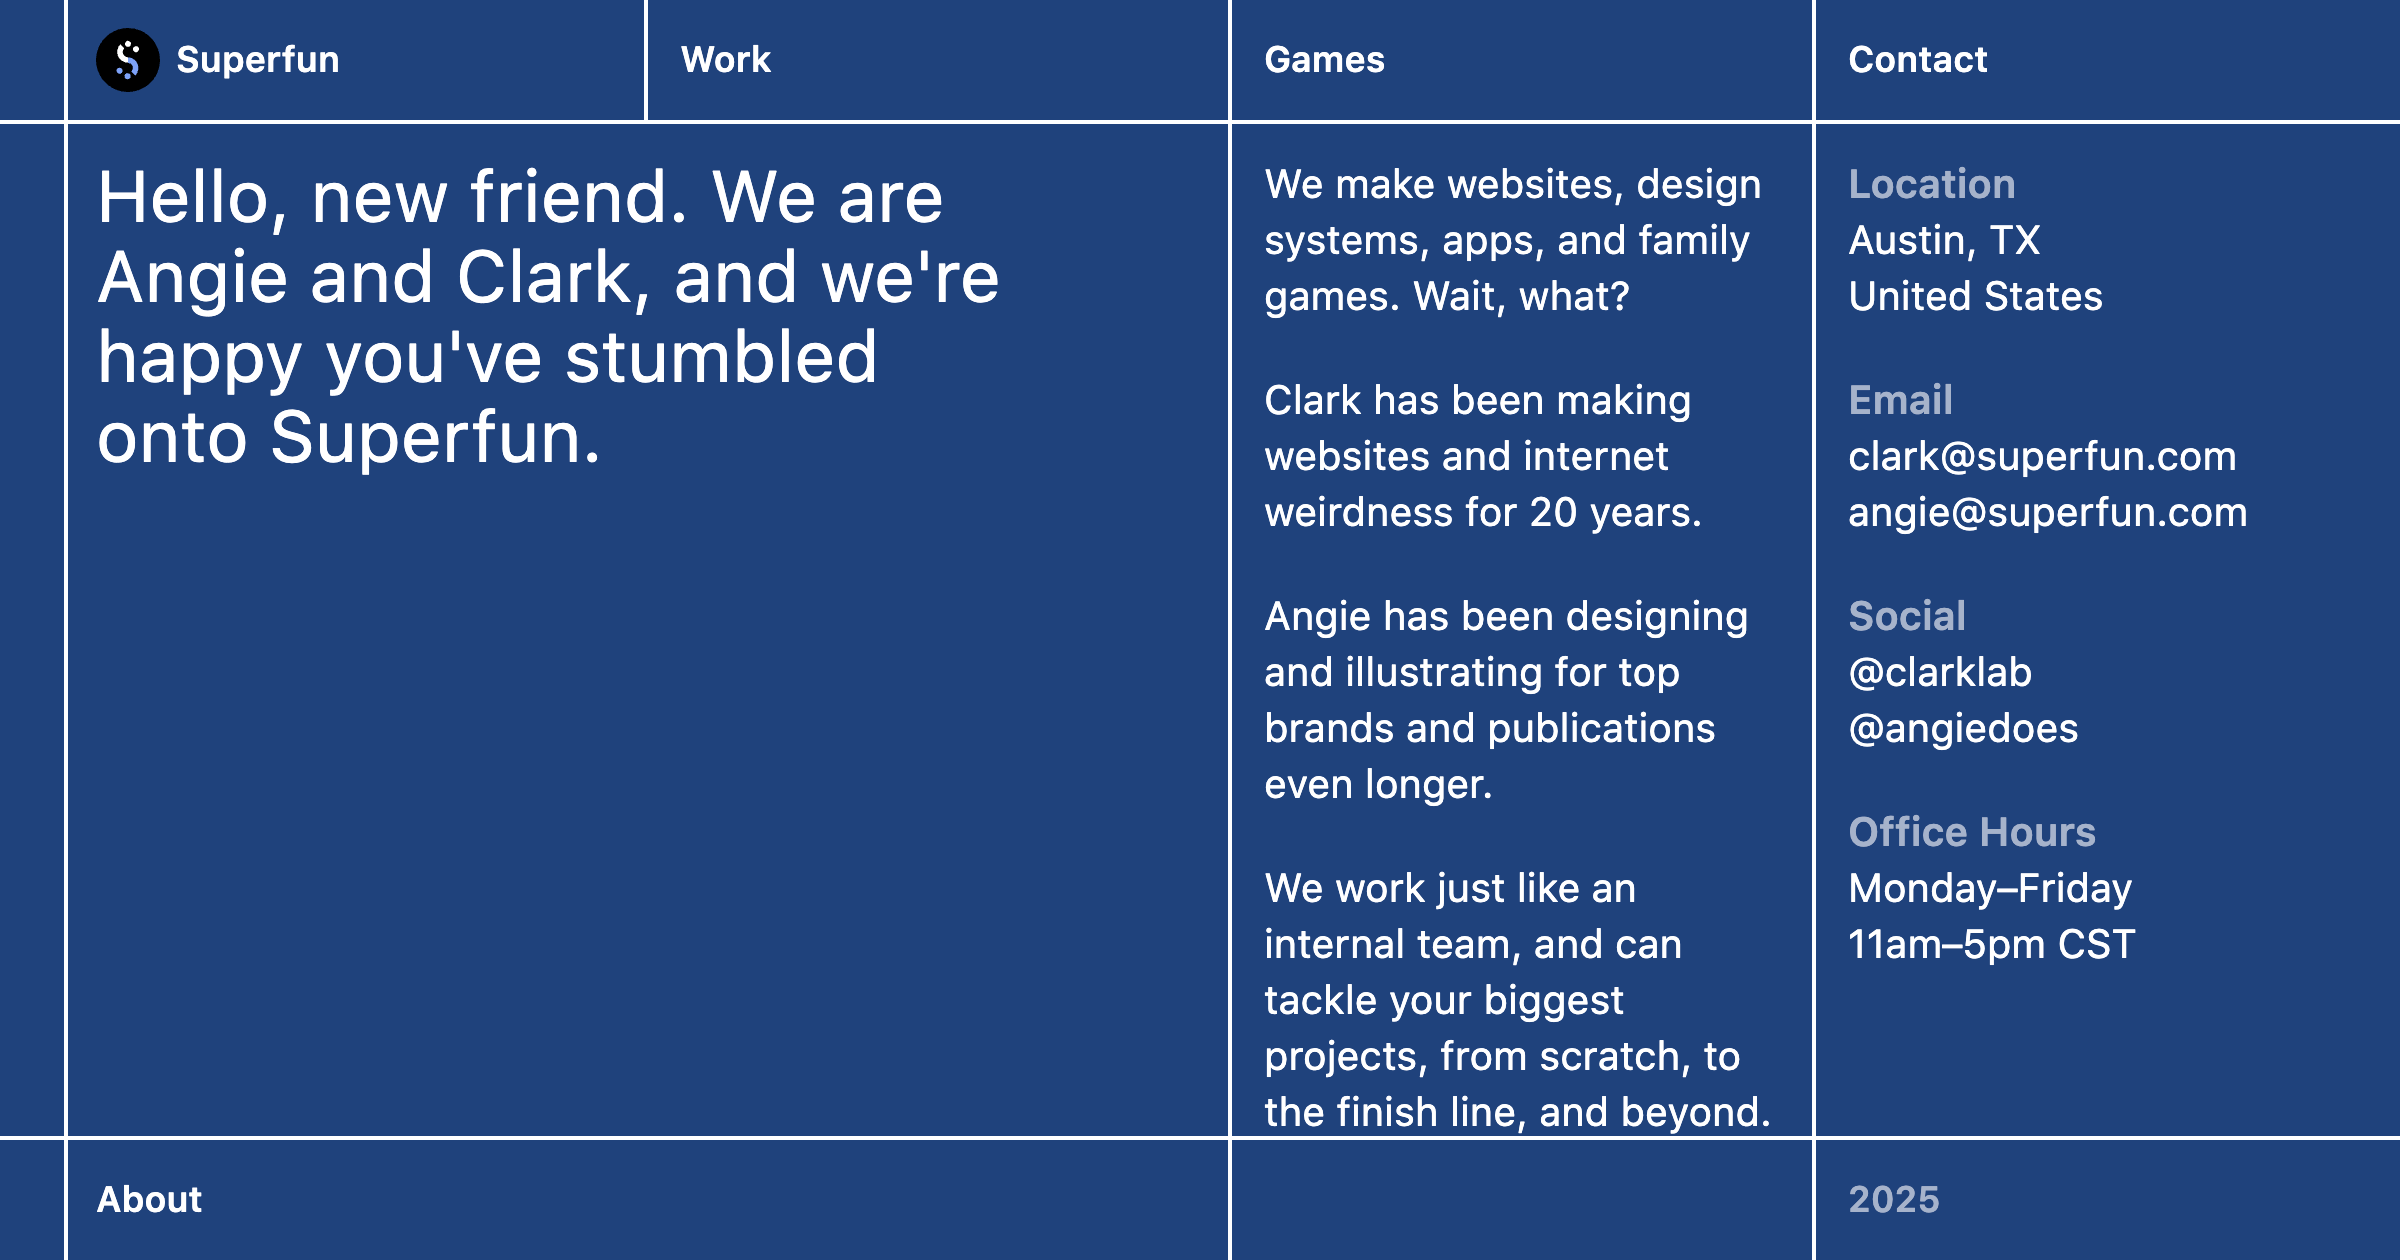 Superfun
Work
Games
Contact
Hello, new friend. We are
Angie and Clark, and we're
happy you've stumbled
onto Superfun.
We make websites, design
systems, apps, and family
games. Wait, what?
Clark has been making
websites and internet
weirdness for 20 years.
Angie has been designing
and illustrating for top
brands and publications
even longer.
We work just like an
internal team, and can
tackle your biggest
projects, from scratch, to
the finish line, and beyond.
Location
Austin, TX
United States
Email
clark@superfun.com
angie@superfun.com
Social
@clarklab
@angiedoes
Office Hours
Monday–Friday
11am–5pm CST
About
2025